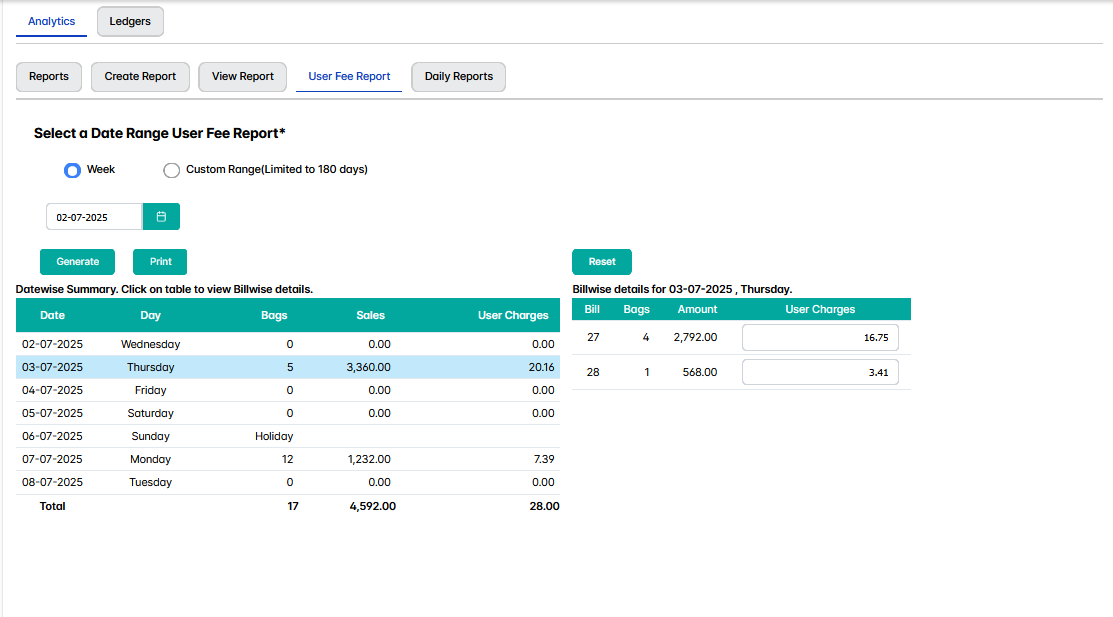 Analytics Ledgers
Reports Create Report View Report User Fee Report Daily Reports
Select a Date Range User Fee Report*
Week Custom Range(Limited to 180 days)
02-07-2025
Generate Print Reset
Datewise Summary. Click on table to view Billwise details.
Date Day Bags Sales User Charges
02-07-2025 Wednesday 0 0.00 0.00
03-07-2025 Thursday 5 3,360.00 20.16
04-07-2025 Friday 0 0.00 0.00
05-07-2025 Saturday 0 0.00 0.00
06-07-2025 Sunday Holiday
07-07-2025 Monday 12 1,232.00 7.39
08-07-2025 Tuesday 0 0.00 0.00
Total 17 4,592.00 28.00
Billwise details for 03-07-2025 , Thursday.
Bill Bags Amount User Charges
27 4 2,792.00 16.75
28 1 568.00 3.41